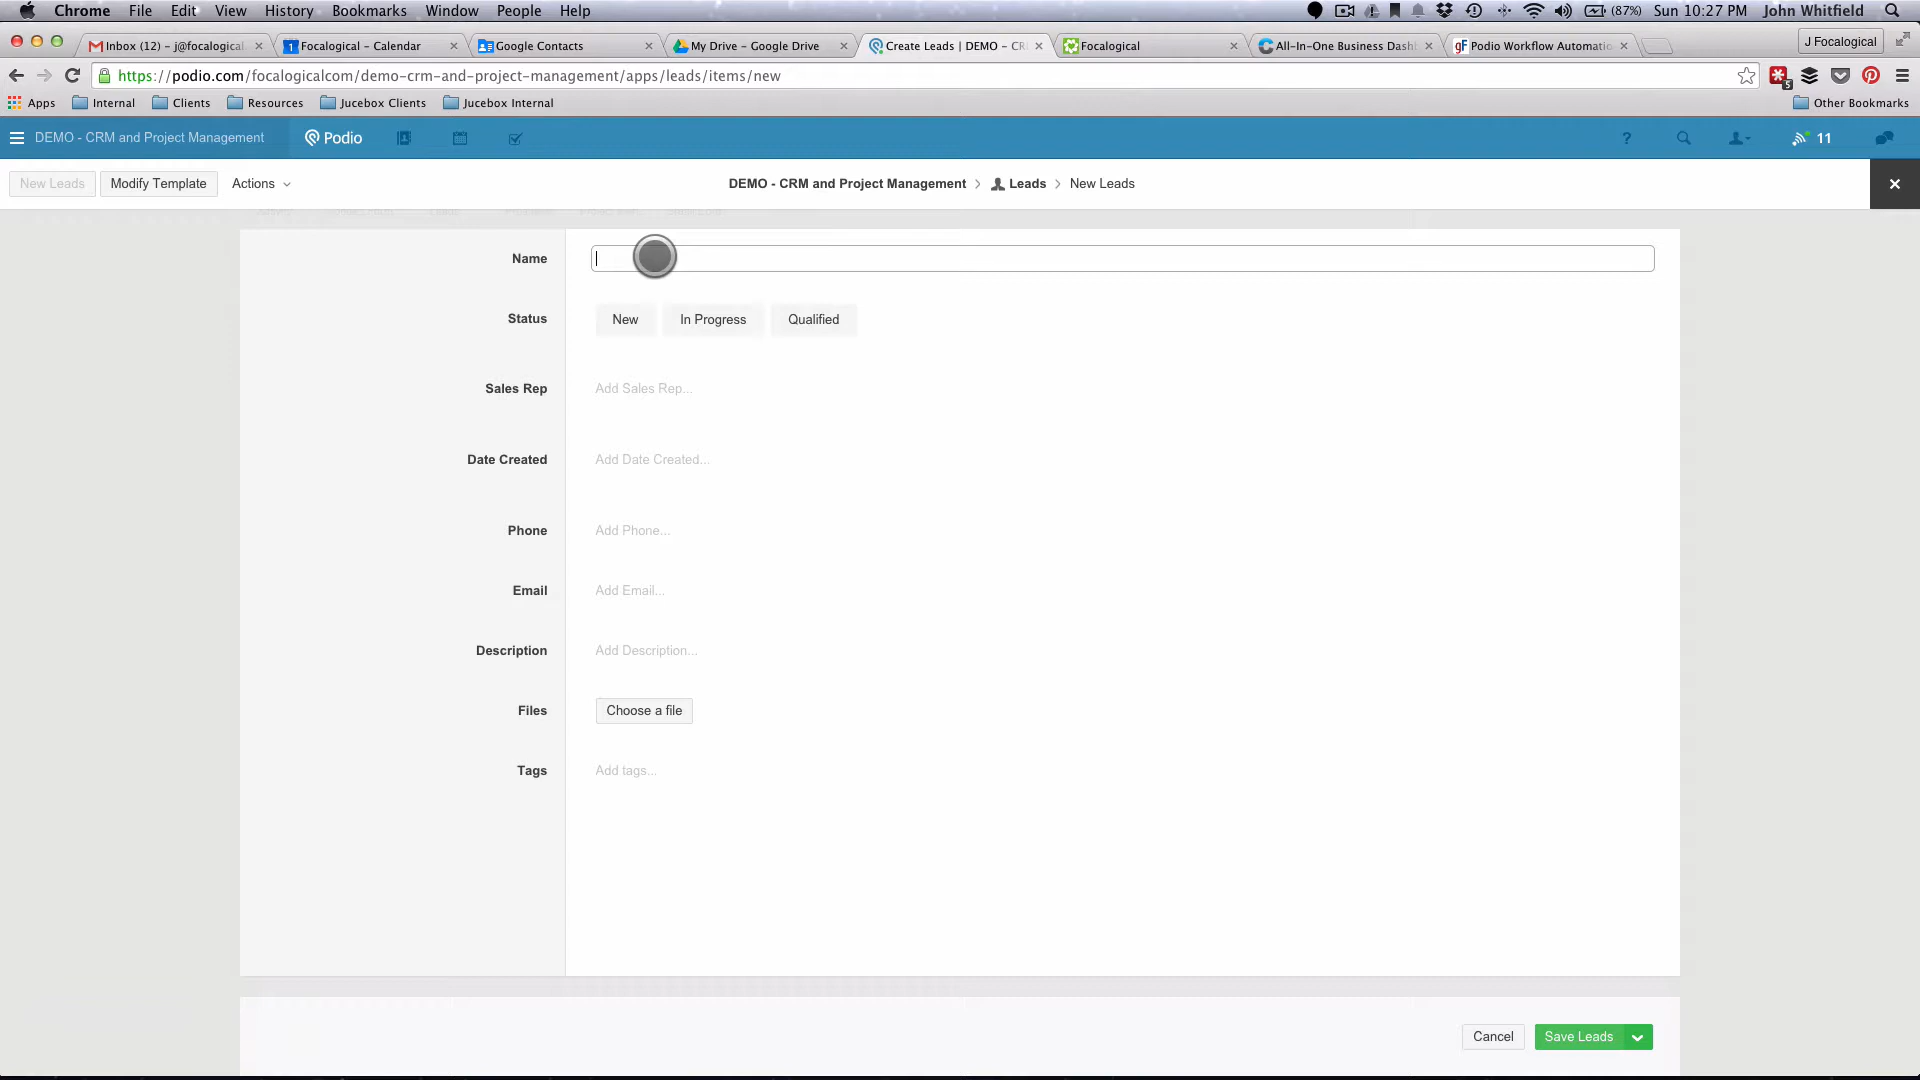 Chrome File Edit View History Bookmarks Window People Help (87%) Sun 10:27 PM John Whitfield
Inbox (12) – j@focalogical. Focalogical – Calendar Google Contacts My Drive – Google Drive Create Leads | DEMO – CR Focalogical All-In-One Business Dash Podio Workflow Automatio J Focalogical
https://podio.com/focalogicalcom/demo-crm-and-project-management/apps/leads/items/new 5
Apps Internal Clients Resources Jucebox Clients Jucebox Internal Other Bookmarks
DEMO - CRM and Project Management Podio ? 11
New Leads Modify Template Actions DEMO - CRM and Project Management > Leads > New Leads
Name
Status New In Progress Qualified
Sales Rep Add Sales Rep...
Date Created Add Date Created...
Phone Add Phone...
Email Add Email...
Description Add Description...
Files Choose a file
Tags Add tags...
Cancel Save Leads